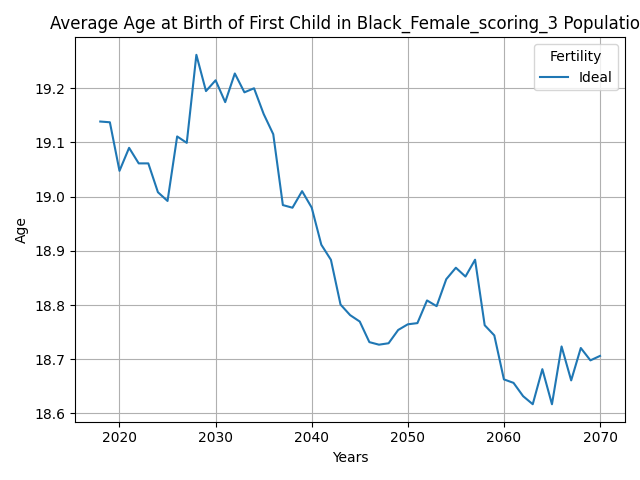 Average Age at Birth of First Child in Black_Female_scoring_3 Populatio
Fertility
Ideal
19.2
19.1
19.0
18.9
18.8
18.7
18.6
Age
2020 2030 2040 2050 2060 2070
Years